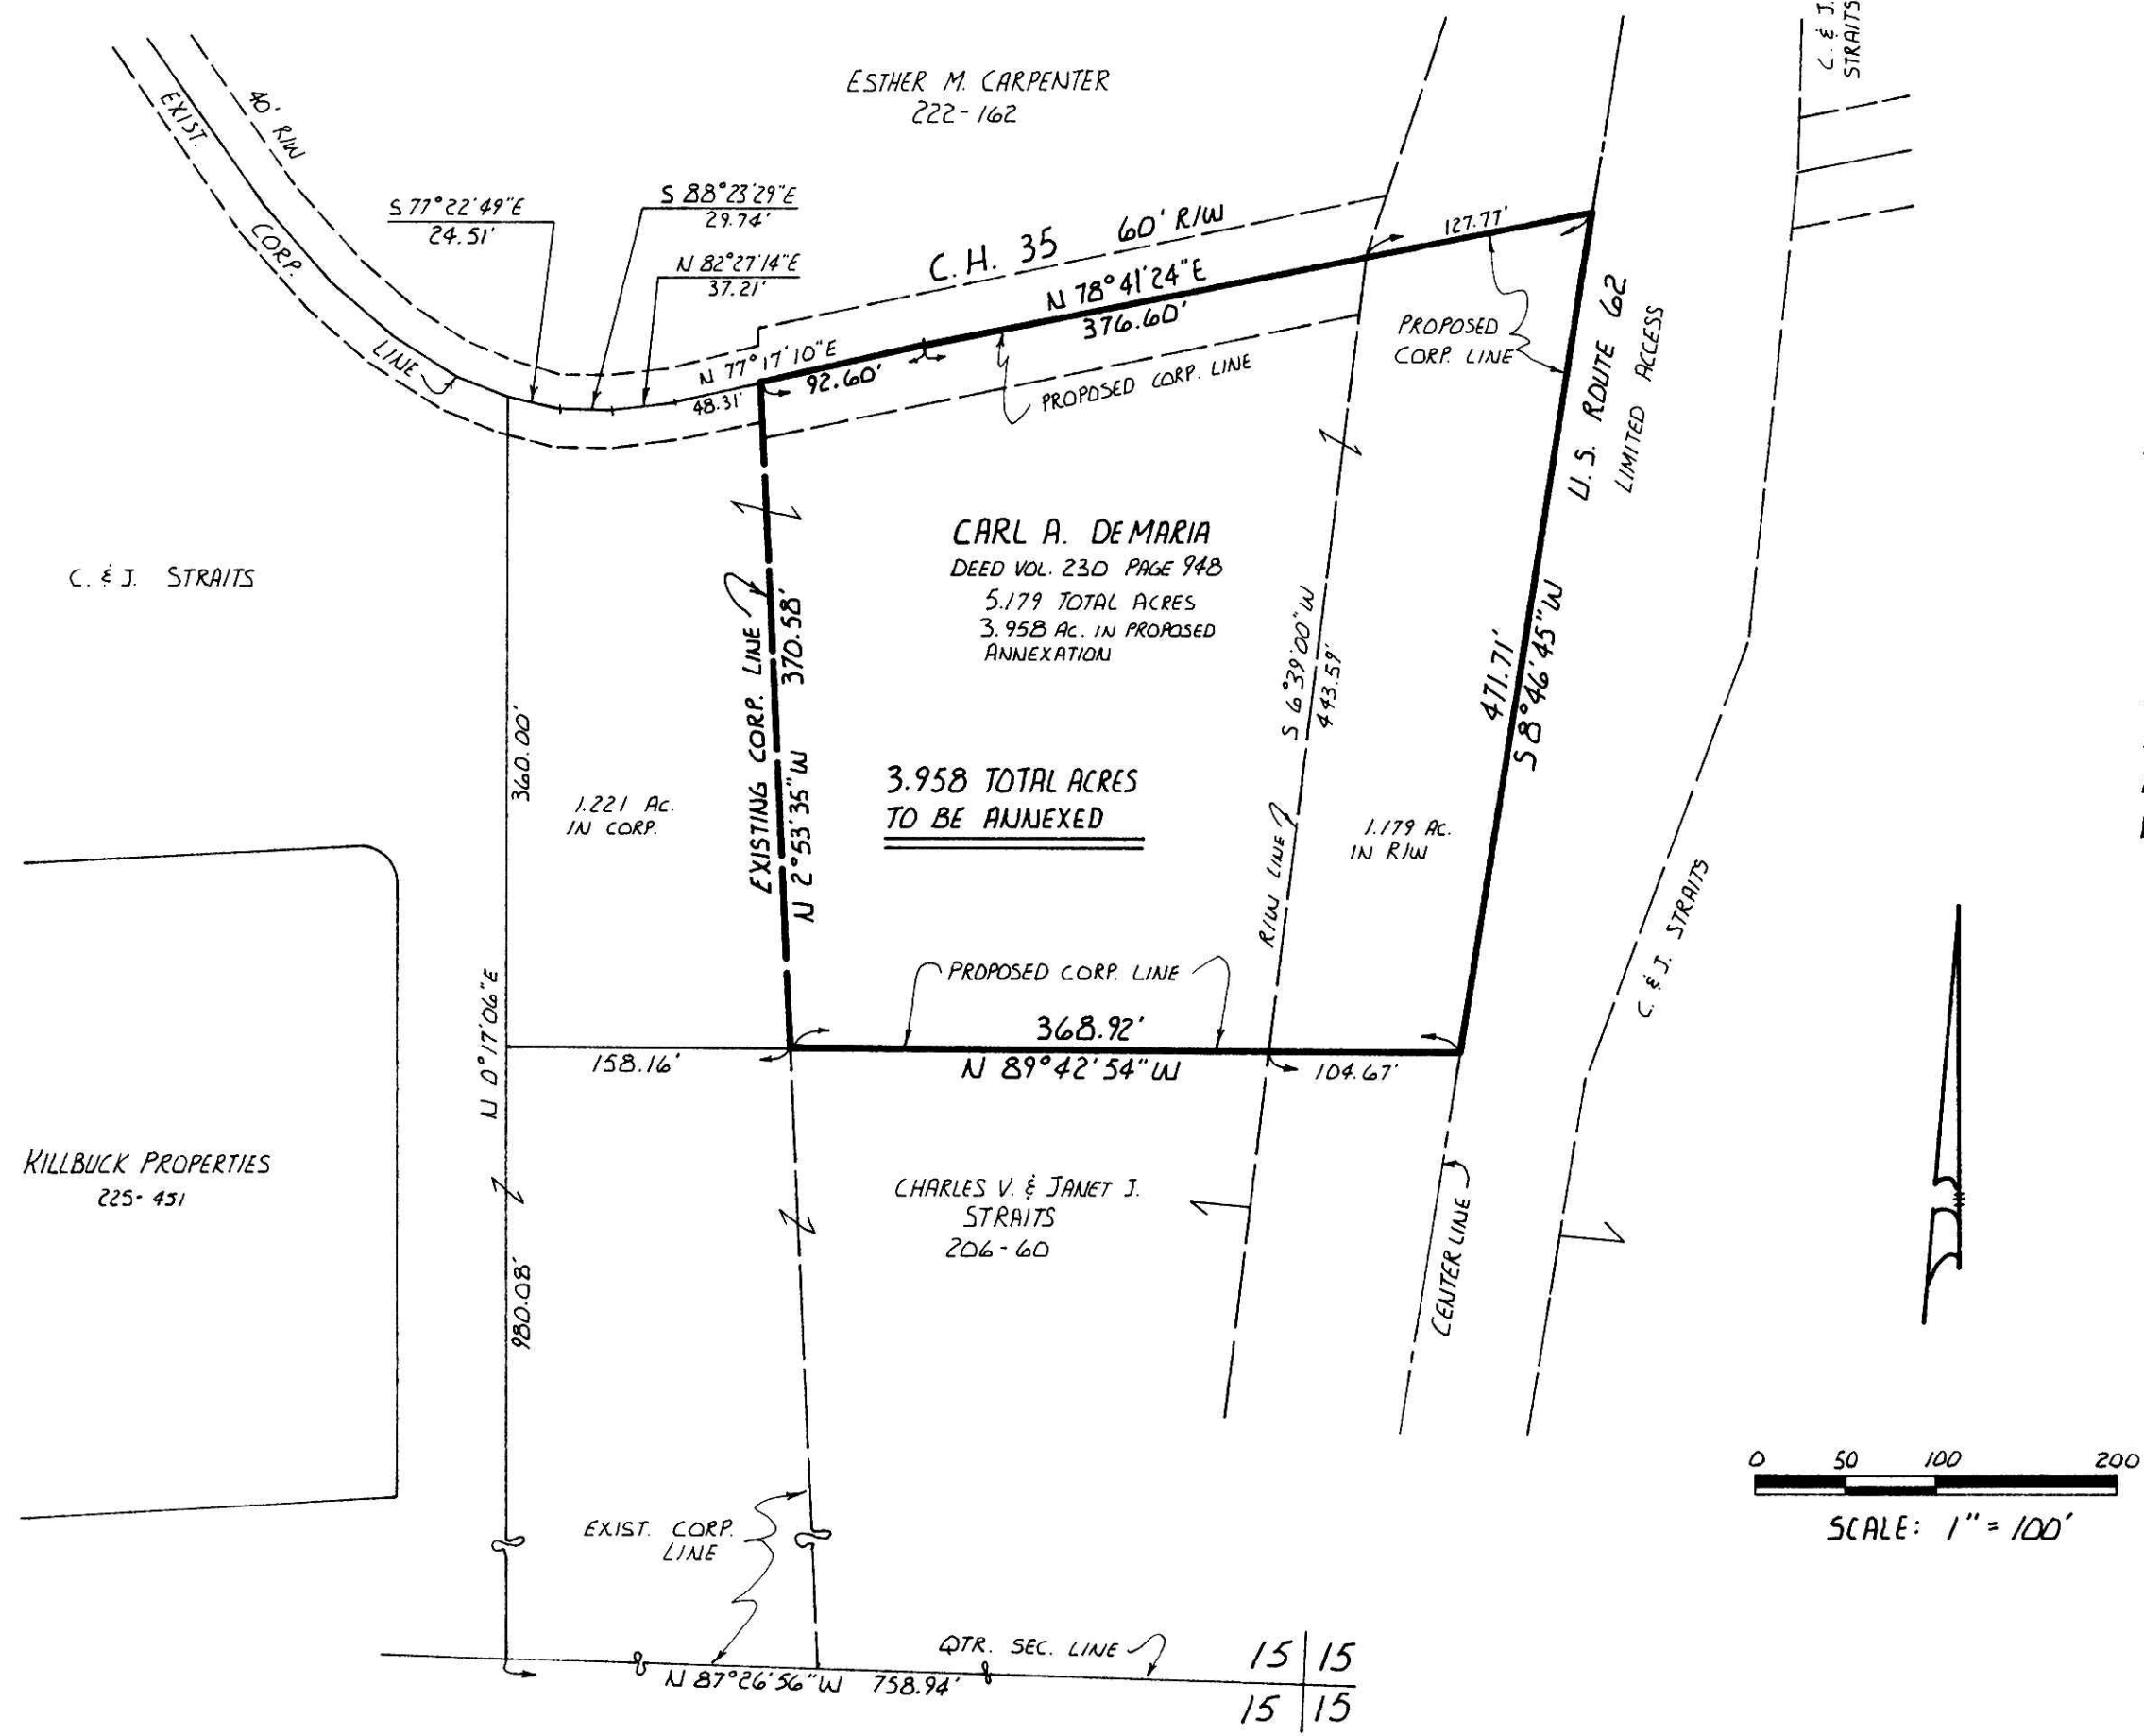 C. & J.
STRAITS
ESTHER M. CARPENTER
222-162
40' R/W
EXIST.
CORP.
LINE
S 77°22'49"E
24.51'
S 88°23'29"E
29.74'
N 82°27'14"E
37.21'
C.H. 35 60' R/W
N 78°41'24"E
376.60'
127.77'
N 77°17'10"E
92.60'
48.31'
PROPOSED CORP. LINE
PROPOSED
CORP. LINE
U.S. ROUTE 62
LIMITED ACCESS
C. & J. STRAITS
CARL A. DEMARIA
DEED VOL. 230 PAGE 948
5.179 TOTAL ACRES
3.958 AC. IN PROPOSED
ANNEXATION
EXISTING CORP. LINE
370.58'
N 2°53'35"W
S 6°39'00"W
443.59'
471.71'
S 8°46'45"W
360.00'
1.221 AC.
IN CORP.
3.958 TOTAL ACRES
TO BE ANNEXED
R/W LINE
1.179 AC.
IN R/W
C. & J. STRAITS
PROPOSED CORP. LINE
368.92'
N 89°42'54"W
158.16'
104.67'
N 0°17'06"E
980.08'
KILLBUCK PROPERTIES
225-451
CHARLES V. & JANET J.
STRAITS
206-60
CENTER LINE
EXIST. CORP.
LINE
0 50 100 200
SCALE: 1" = 100'
QTR. SEC. LINE
15 15
15 15
N 87°26'56"W 758.94'